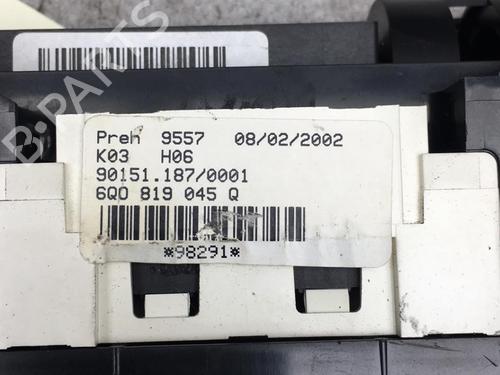 B-PARTS
Preh 9557 08/02/2002
K03 H06
90151.187/0001
6Q0 819 045 Q
*98291*